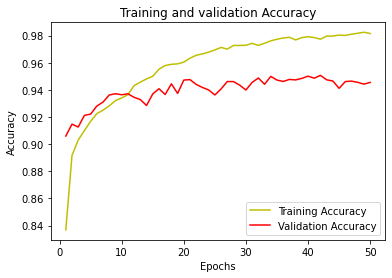 Training and validation Accuracy
0.98
0.96
0.94
0.92
0.90
0.88
0.86
0.84
Accuracy
0
10
20
30
40
50
Epochs
Training Accuracy
Validation Accuracy